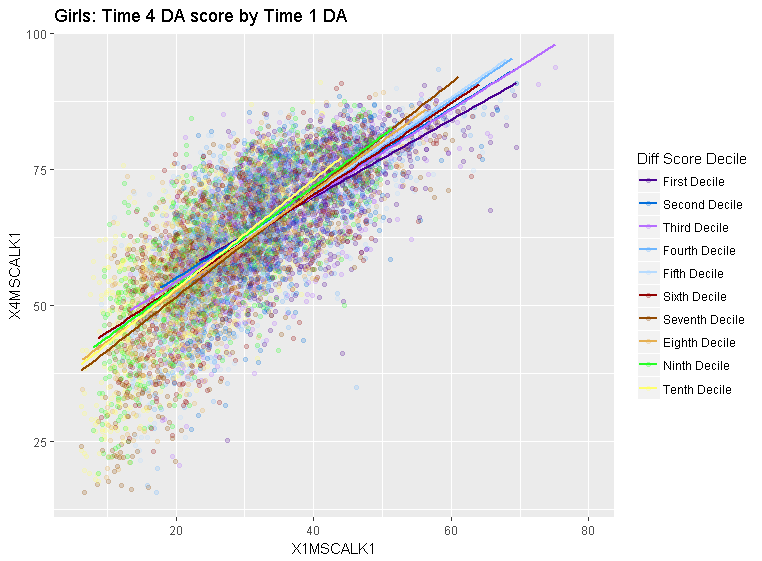 Girls: Time 4 DA score by Time 1 DA
100
75
50
25
X4MSCALK1
20 40 60 80
X1MSCALK1
Diff Score Decile
First Decile
Second Decile
Third Decile
Fourth Decile
Fifth Decile
Sixth Decile
Seventh Decile
Eighth Decile
Ninth Decile
Tenth Decile